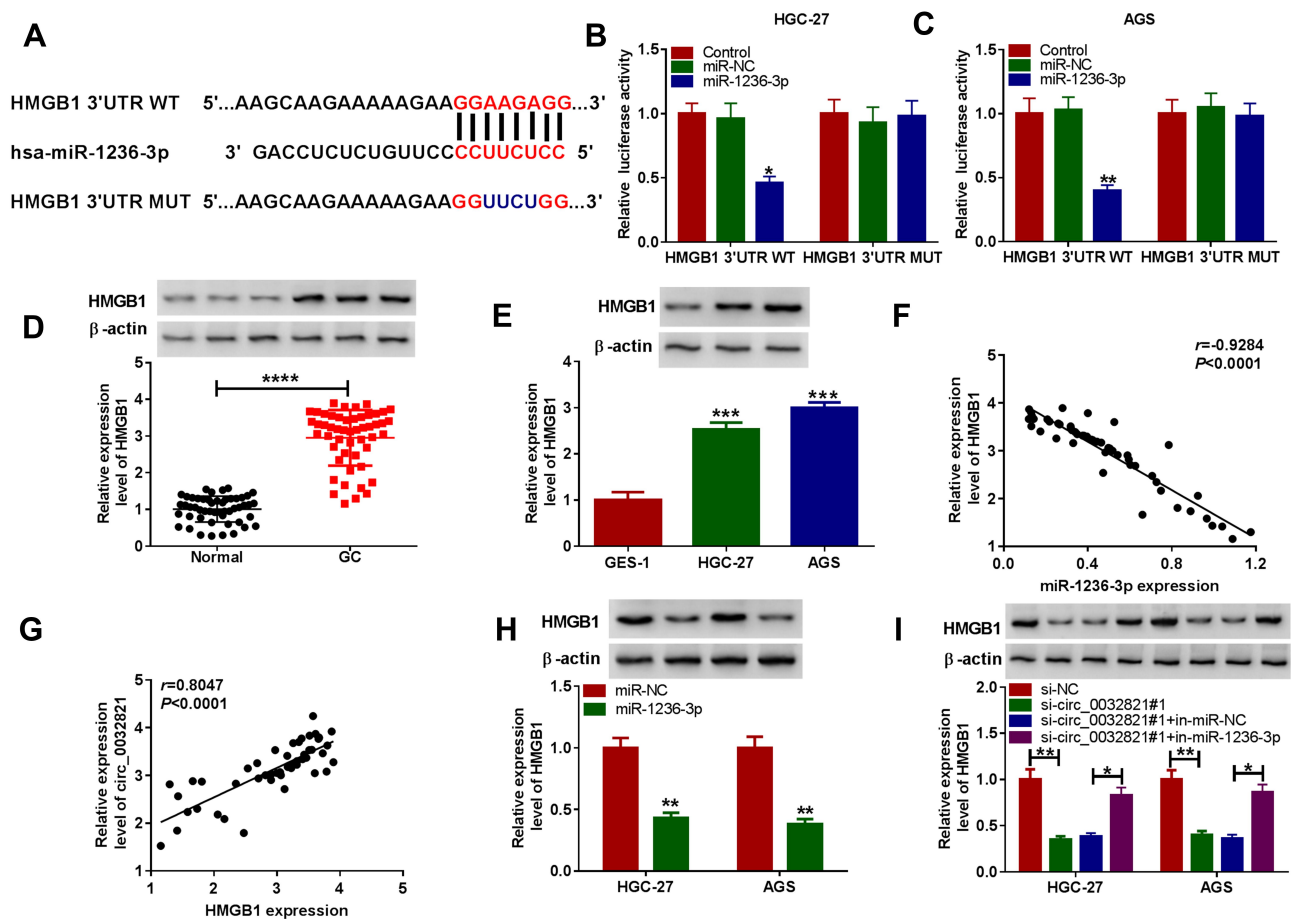 A
HMGB1 3'UTR WT 5'...AAGCAAGAAAAAGAAGGAAGAGG...3'
hsa-miR-1236-3p 3' GACCUCUCUGUUCCCCUUCUCC 5'
HMGB1 3'UTR MUT 5'...AAGCAAGAAAAAGAAGGUUCUGG...3'
B
HGC-27
Control
miR-NC
miR-1236-3p
Relative luciferase activity
1.5
1.0
0.5
0.0
*
HMGB1 3'UTR WT HMGB1 3'UTR MUT
C
AGS
Control
miR-NC
miR-1236-3p
Relative luciferase activity
1.5
1.0
0.5
0.0
**
HMGB1 3'UTR WT HMGB1 3'UTR MUT
D
HMGB1
β-actin
Relative expression
level of HMGB1
5
4
3
2
1
0
****
Normal GC
E
HMGB1
β-actin
Relative expression
level of HMGB1
4
3
2
1
0
*** ***
GES-1 HGC-27 AGS
F
r=-0.9284
P<0.0001
Relative expression
level of HMGB1
5
4
3
2
1
0.0 0.4 0.8 1.2
miR-1236-3p expression
G
r=0.8047
P<0.0001
Relative expression
level of circ_0032821
5
4
3
2
1
1 2 3 4 5
HMGB1 expression
H
HMGB1
β-actin
miR-NC
miR-1236-3p
Relative expression
level of HMGB1
1.5
1.0
0.5
0.0
** **
HGC-27 AGS
I
HMGB1
β-actin
si-NC
si-circ_0032821#1
si-circ_0032821#1+in-miR-NC
si-circ_0032821#1+in-miR-1236-3p
Relative expression
level of HMGB1
2.0
1.5
1.0
0.5
0.0
** * ** *
HGC-27 AGS